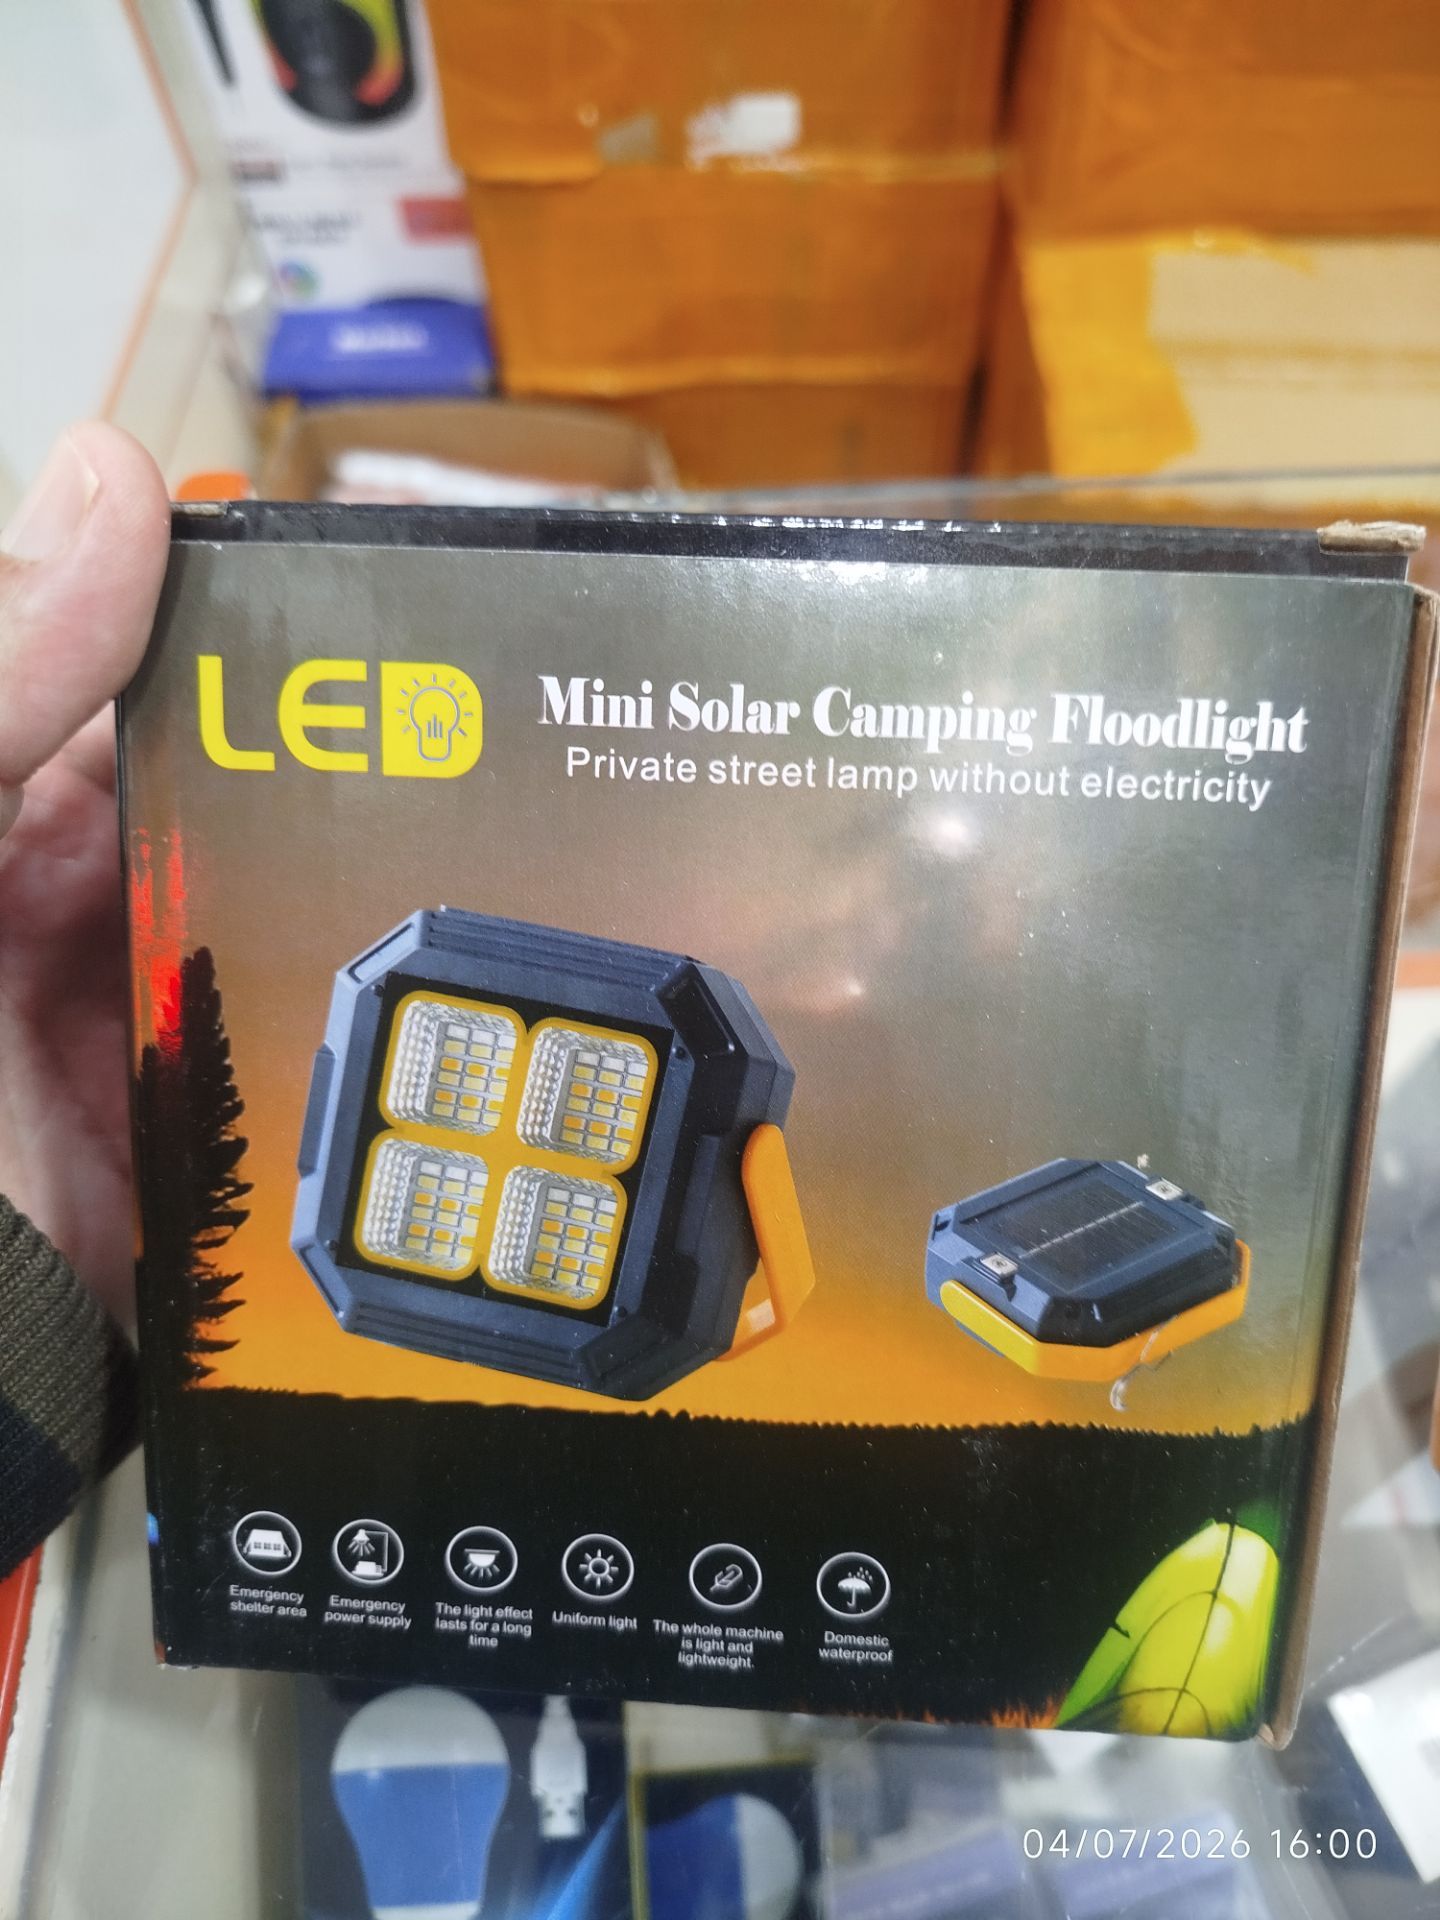 LED
Mini Solar Camping Floodlight
Private street lamp without electricity
Emergency
shelter area
Emergency
power supply
The light effect
lasts for a long
time
Uniform light
The whole machine
is light and
lightweight.
Domestic
waterproof
04/07/2026 16:00